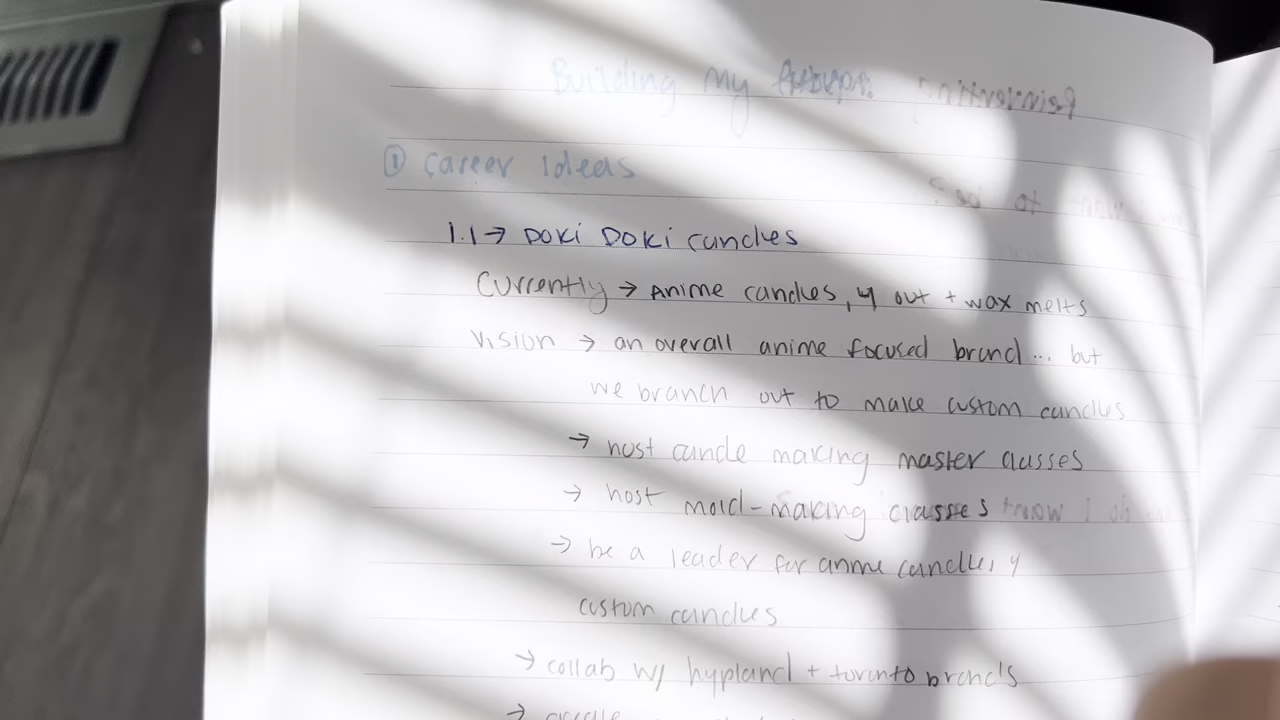 Building My
① Career Ideas
1.1 → DOKI DOKI candles
Currently → Anime candles, y out + wax melts
Vision → an overall anime focused brand... but
we branch out to make custom candles
→ host candle making master classes
→ host mold-making classes
→ be a leader for anime candles, y
custom candles
→ collab w/ hypland + toronto brand's
→ create